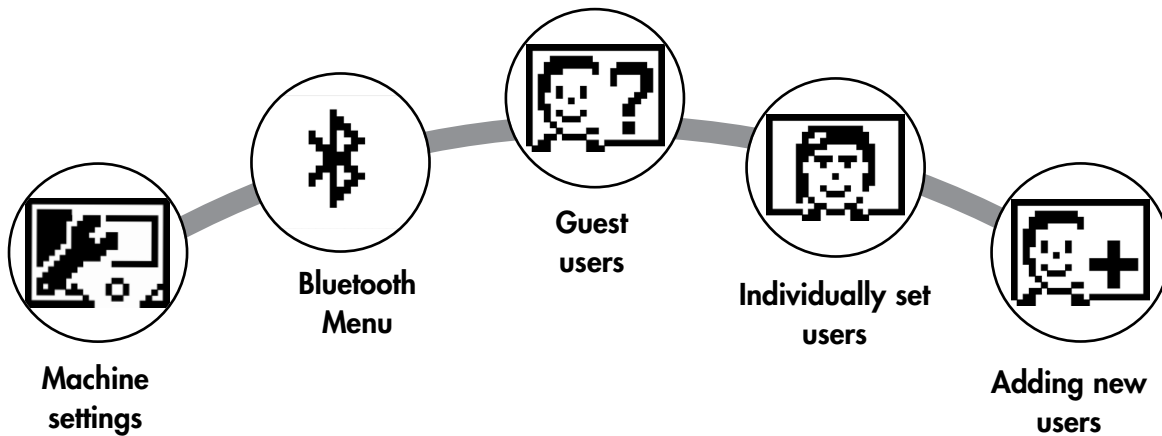 Machine
settings
Bluetooth
Menu
Guest
users
Individually set
users
Adding new
users